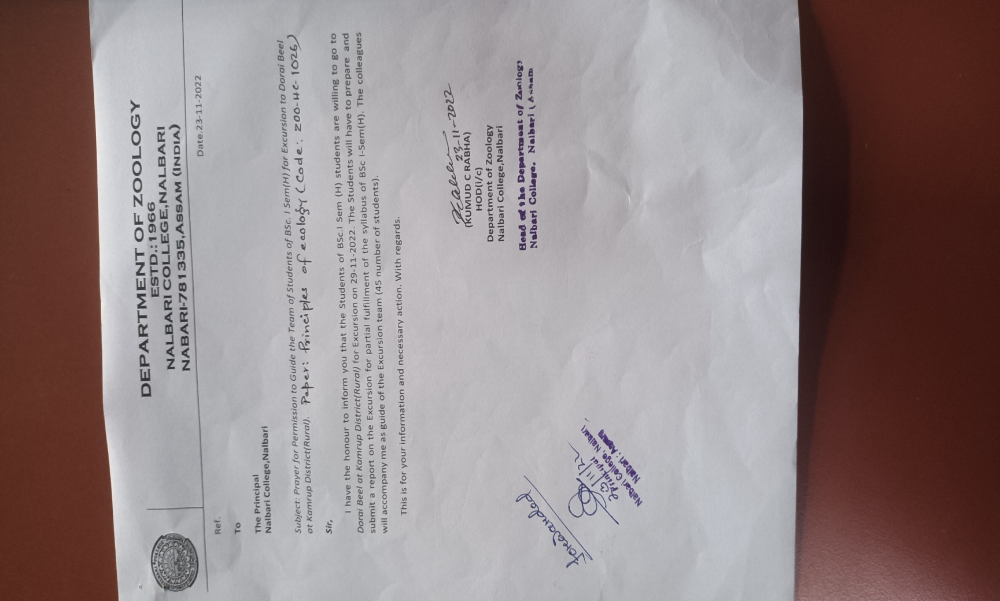 DEPARTMENT OF ZOOLOGY
ESTD.:1966
NALBARI COLLEGE,NALBARI
NABARI-781335,ASSAM (INDIA)
Ref.
Date.23-11-2022
To
The Principal
Nalbari College,Nalbari
Subject: Prayer for Permission to Guide the Team of Students of BSc. I Sem(H) for Excursion to Dorai Beel
at Kamrup District(Rural). Paper: Principles of ecology (Code: ZOO-HC-1026)
Sir,
I have the honour to inform you that the Students of BSc.I Sem (H) students are willing to go to
Dorai Beel at Kamrup District(Rural) for Excursion on 29-11-2022. The Students will have to prepare and
submit a report on the Excursion for partial fulfillment of the syllabus of BSc I-Sem(H). The colleagues
will accompany me as guide of the Excursion team (45 number of students).
This is for your information and necessary action. With regards.
23-11-2022
(KUMUD C RABHA)
HOD(i/c)
Department of Zoology
Nalbari College,Nalbari
Head of the Department of Zoology
Nalbari College. Nalbari (Assam
Forwarded
23/11/22
Principal
Nalbari College, Nalbari
Nalbari : Assam